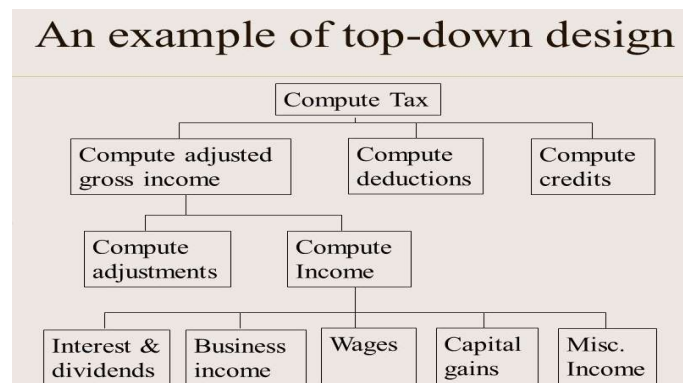 An example of top-down design
Compute Tax
Compute adjusted
gross income
Compute
deductions
Compute
credits
Compute
adjustments
Compute
Income
Interest &
dividends
Business
income
Wages
Capital
gains
Misc.
Income